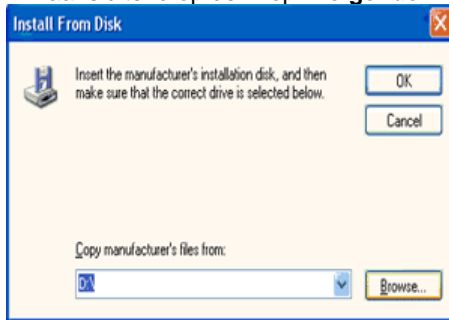 Install From Disk
Insert the manufacturer's installation disk, and then
make sure that the correct drive is selected below.
OK
Cancel
Copy manufacturer's files from:
D:\
Browse...